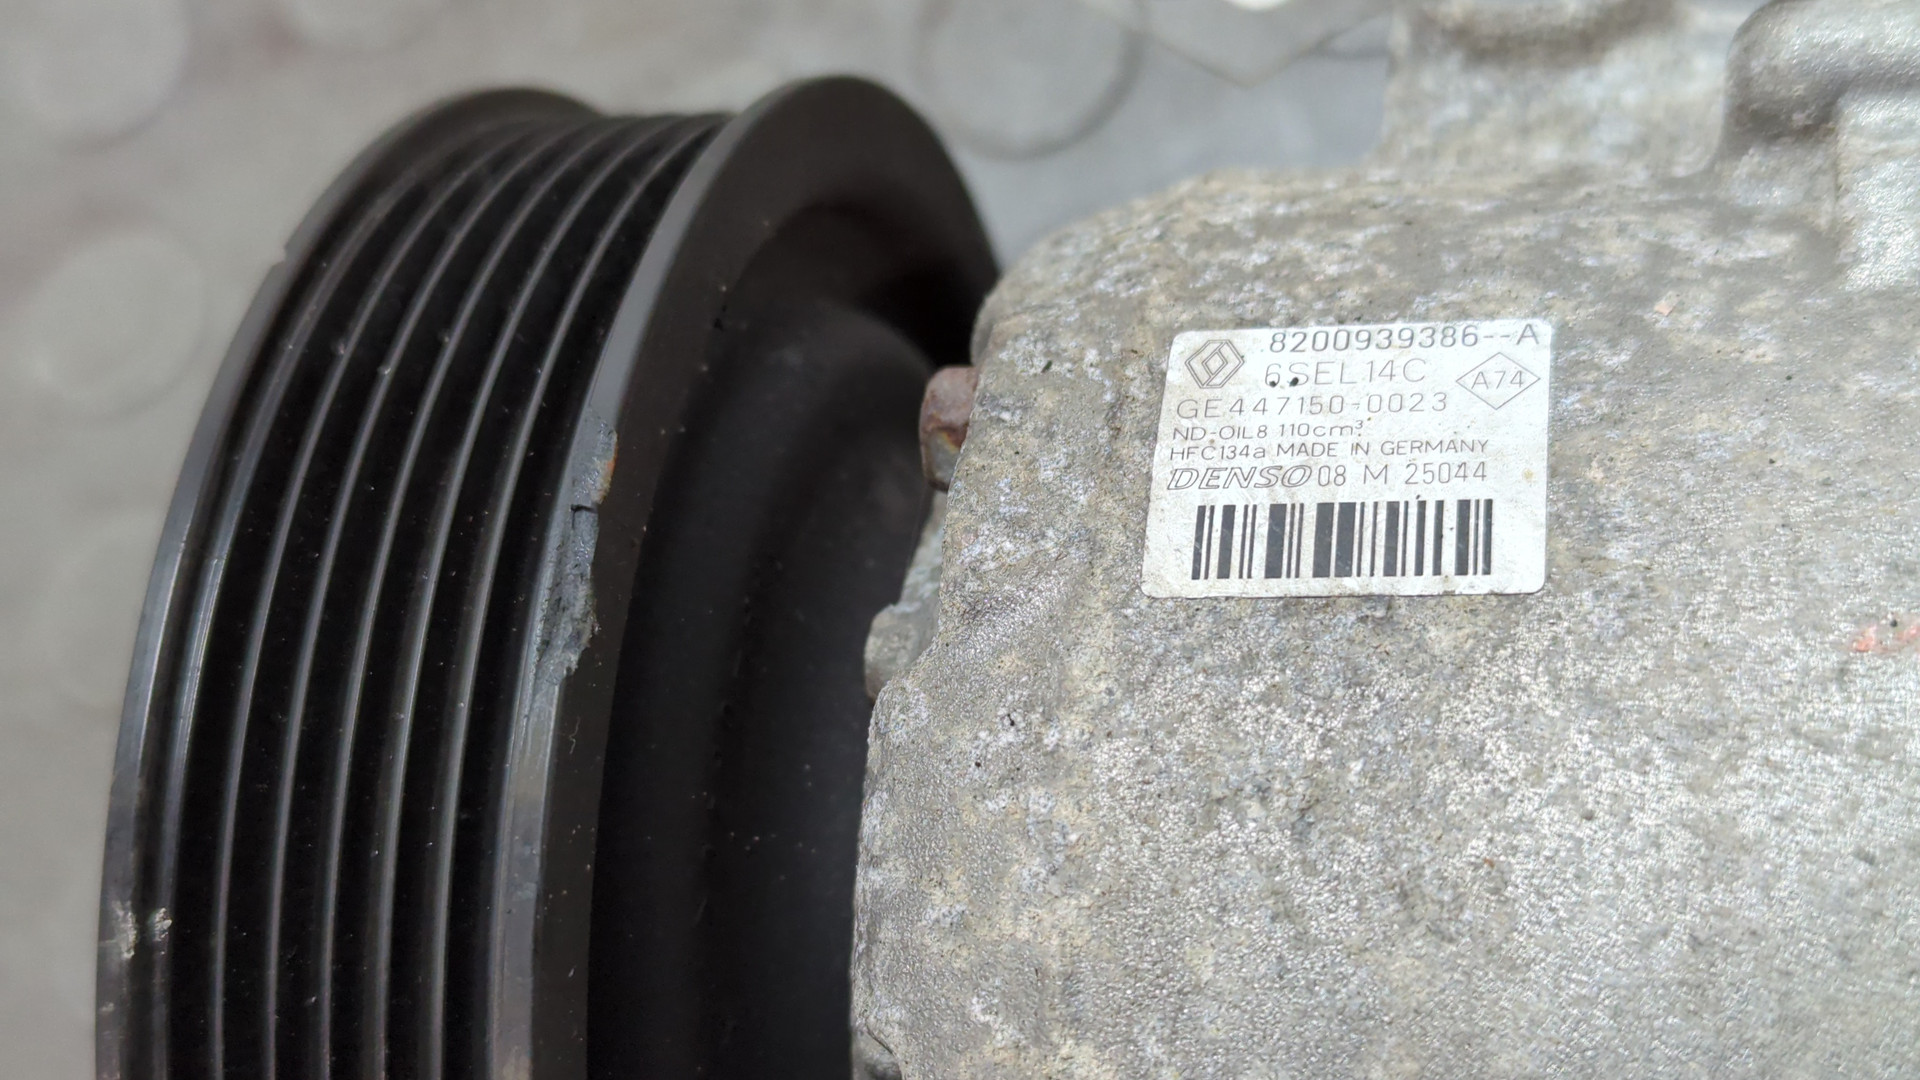 8200939386--A
6SEL14C
A74
GE447150-0023
ND-OIL8 110cm³
HFC134a MADE IN GERMANY
DENSO 08 M 25044